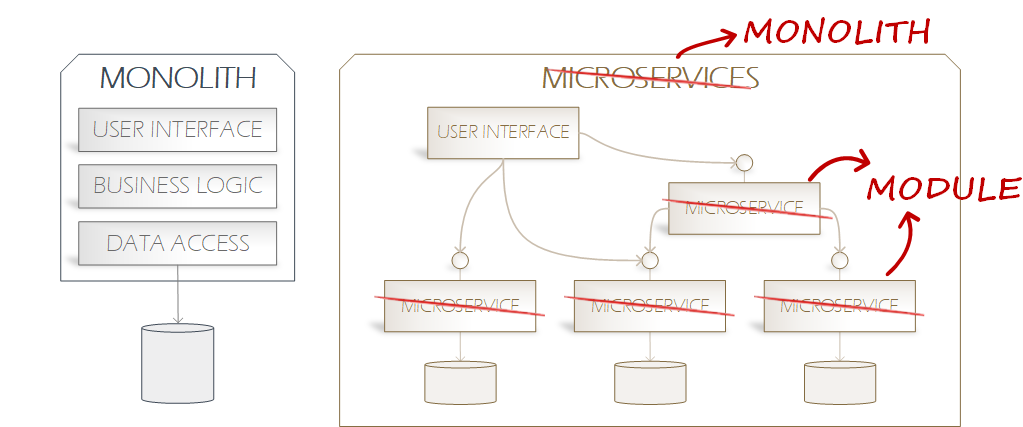 MONOLITH
USER INTERFACE
BUSINESS LOGIC
DATA ACCESS
MONOLITH
MICROSERVICES
USER INTERFACE
MICROSERVICE
MODULE
MICROSERVICE
MICROSERVICE
MICROSERVICE